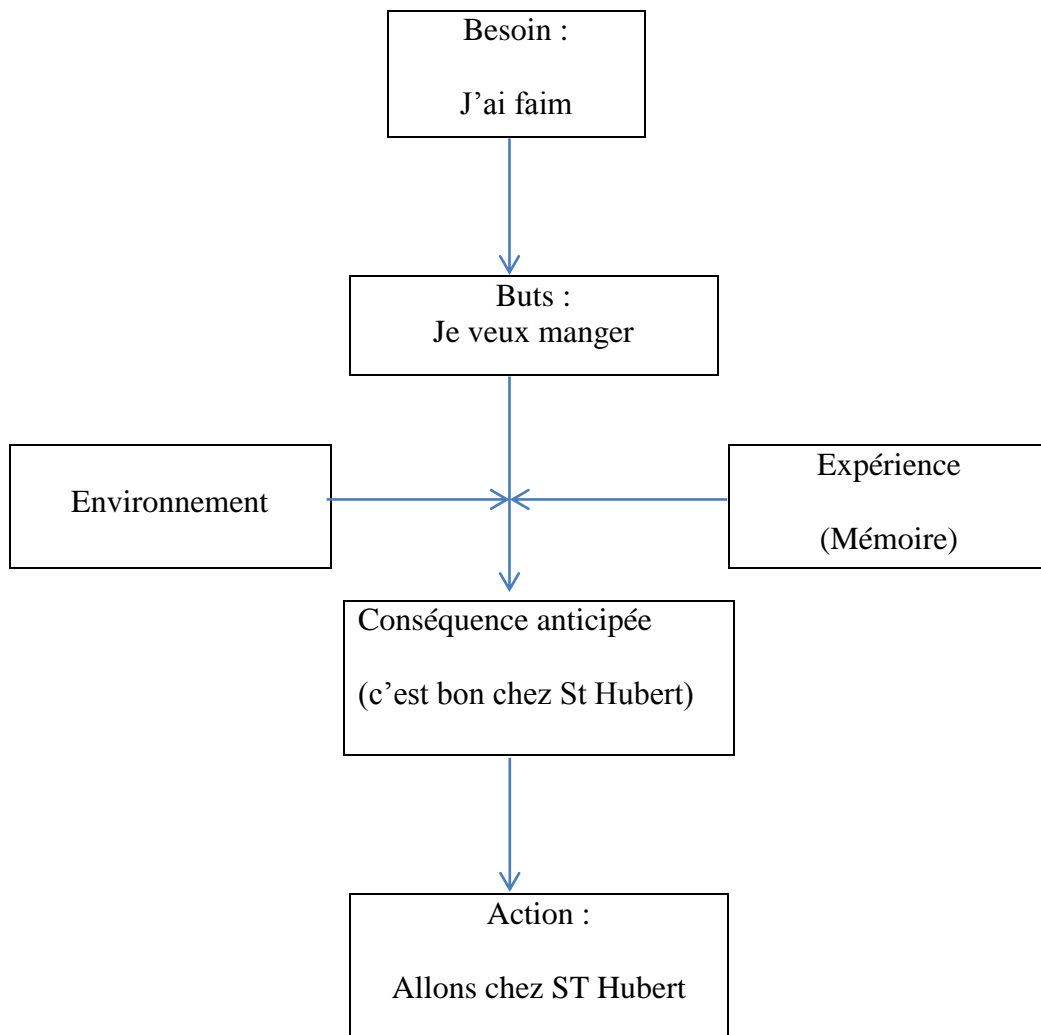 Besoin :
J’ai faim
Buts :
Je veux manger
Environnement
Expérience
(Mémoire)
Conséquence anticipée
(c’est bon chez St Hubert)
Action :
Allons chez ST Hubert